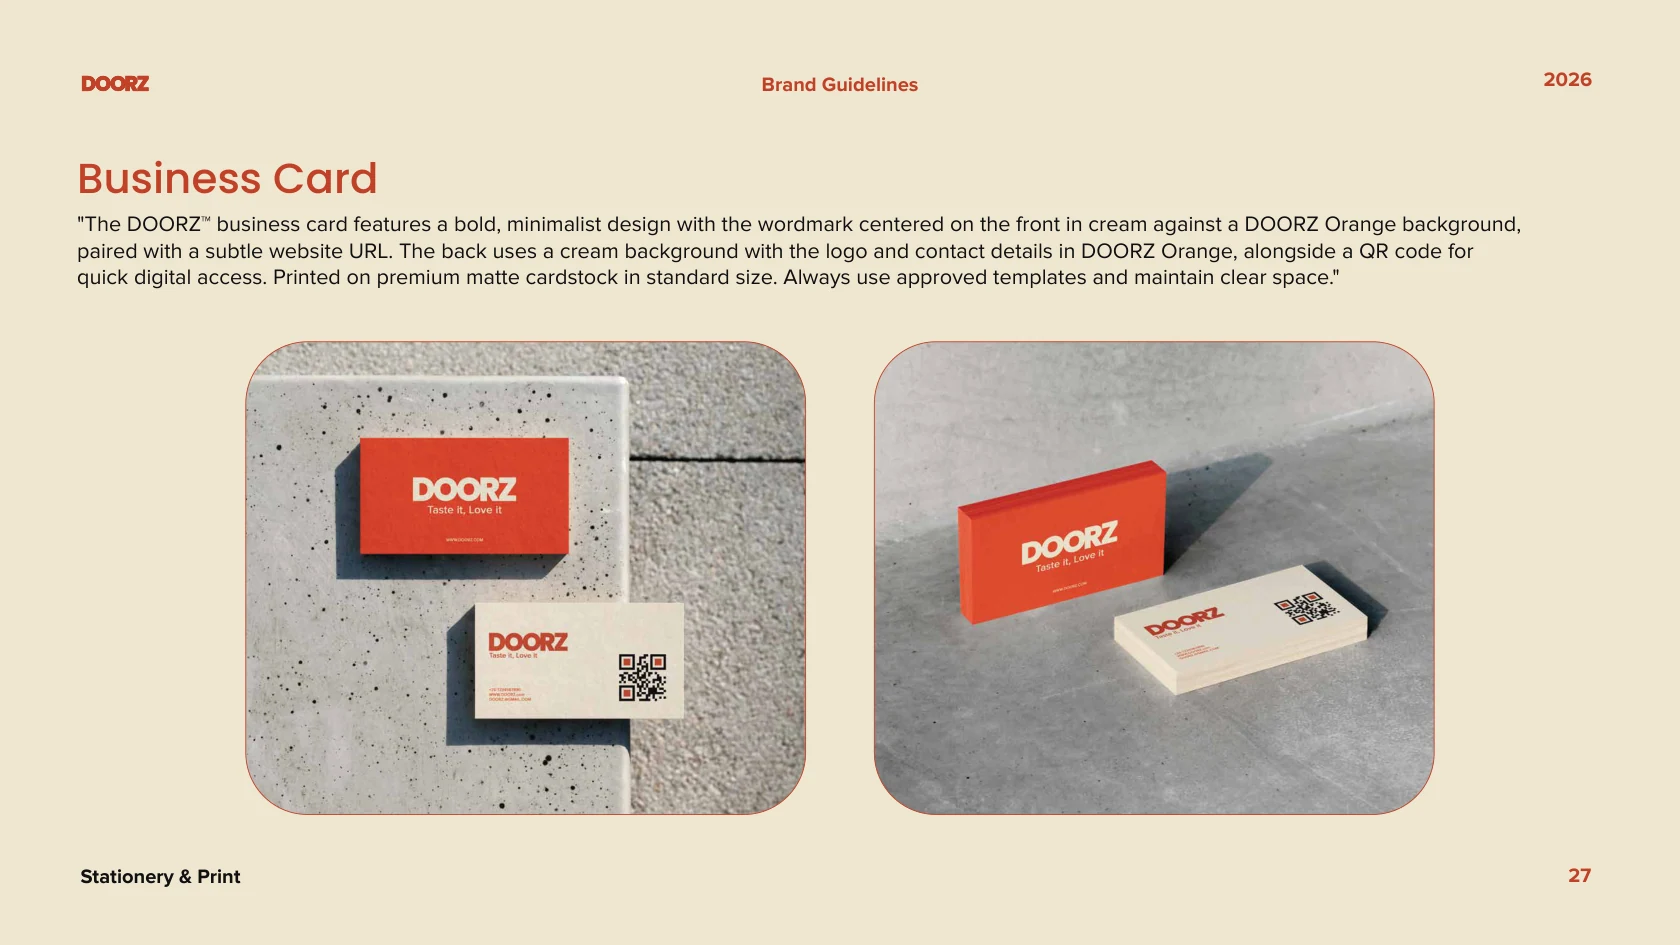 DOORZ
Brand Guidelines
2026
Business Card
"The DOORZ™ business card features a bold, minimalist design with the wordmark centered on the front in cream against a DOORZ Orange background,
paired with a subtle website URL. The back uses a cream background with the logo and contact details in DOORZ Orange, alongside a QR code for
quick digital access. Printed on premium matte cardstock in standard size. Always use approved templates and maintain clear space."
DOORZ
Taste it, Love it
DOORZ
Taste it, Love it
DOORZ
Taste it, Love it
DOORZ
Taste it, Love it
Stationery & Print
27